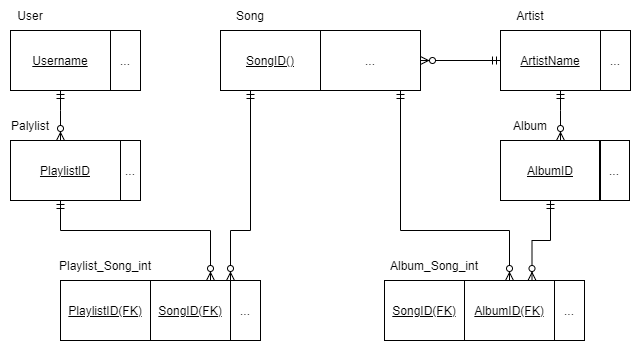 User
Song
Artist
Username
...
SongID()
...
ArtistName
...
Palylist
Album
PlaylistID
...
AlbumID
...
Playlist_Song_int
Album_Song_int
PlaylistID(FK)
SongID(FK)
...
SongID(FK)
AlbumID(FK)
...